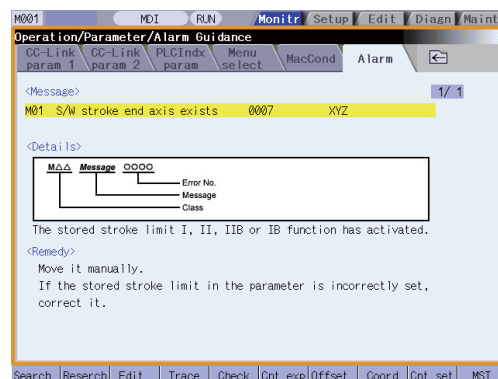 M001 MDI RUN Monitr Setup Edit Diagn Maint
Operation/Parameter/Alarm Guidance
CC-Link param 1 CC-Link param 2 PLCIndx param Menu select MacCond Alarm
<Message> 1/ 1
M01 S/W stroke end axis exists 0007 XYZ
<Details>
M△△ Message ○○○○
Error No.
Message
Class
The stored stroke limit I, II, IIB or IB function has activated.
<Remedy>
Move it manually.
If the stored stroke limit in the parameter is incorrectly set,
correct it.
Search Reserch Edit Trace Check Cnt exp Offset Coord Cnt set MST